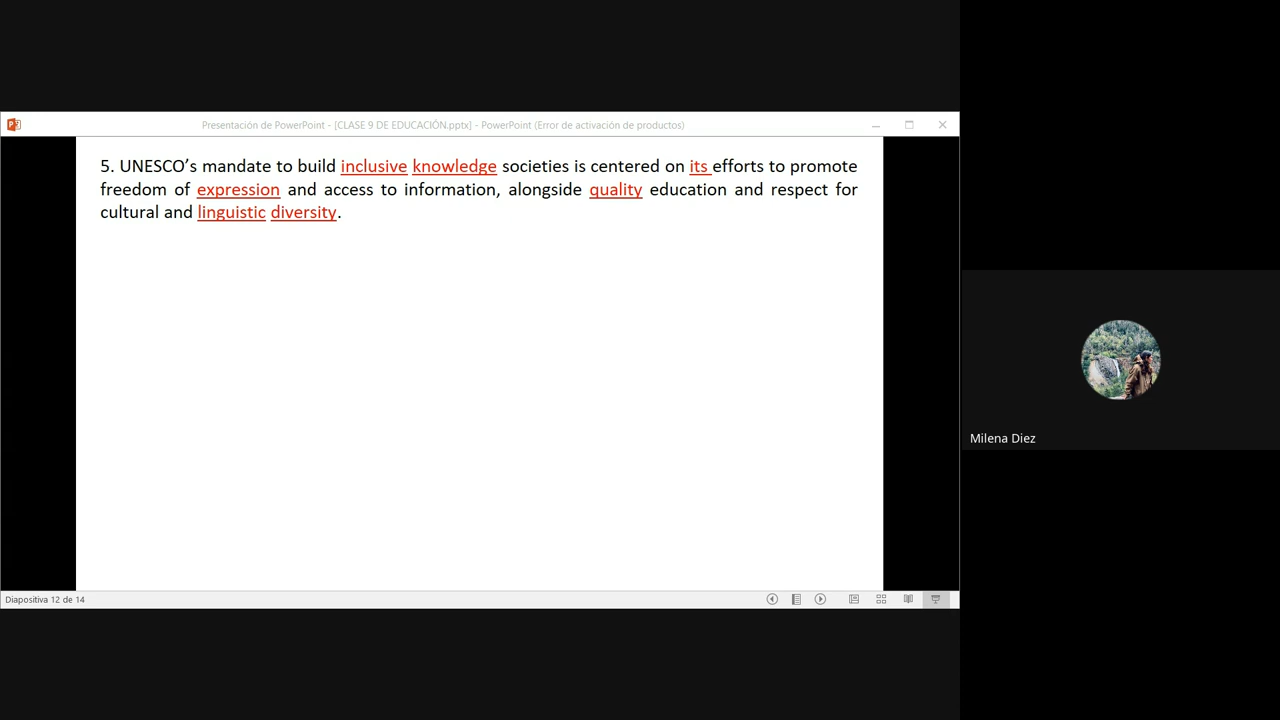 Presentación de PowerPoint - [CLASE 9 DE EDUCACIÓN.pptx] - PowerPoint (Error de activación de productos)
5. UNESCO’s mandate to build inclusive knowledge societies is centered on its efforts to promote
freedom of expression and access to information, alongside quality education and respect for
cultural and linguistic diversity.
Milena Diez
Diapositiva 12 de 14